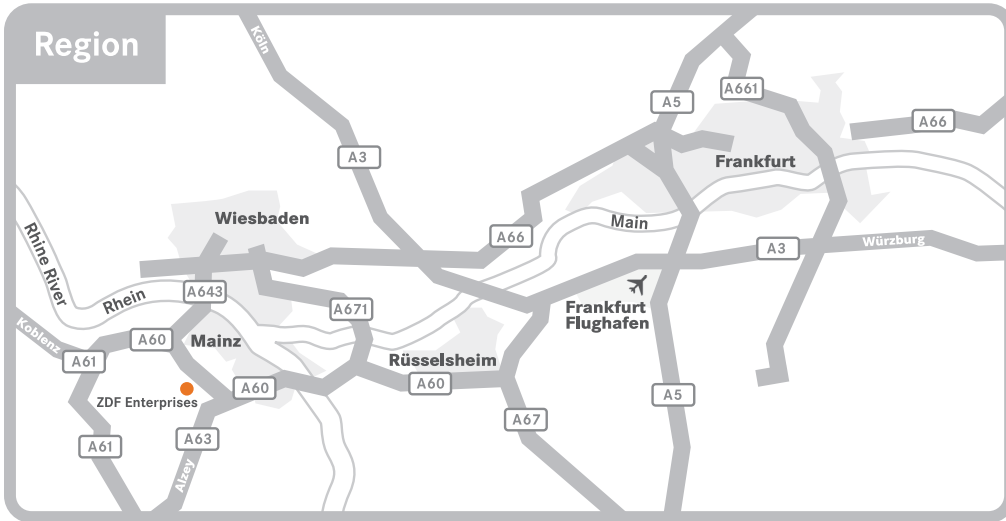 Region
Köln
A5
A661
A66
A3
Frankfurt
Wiesbaden
Main
A66
A3
Würzburg
Rhine River
Rhein
A643
Frankfurt
Flughafen
A671
Koblenz
A60
Mainz
A61
Rüsselsheim
A60
A60
ZDF Enterprises
A5
A67
A61
A63
Alzey